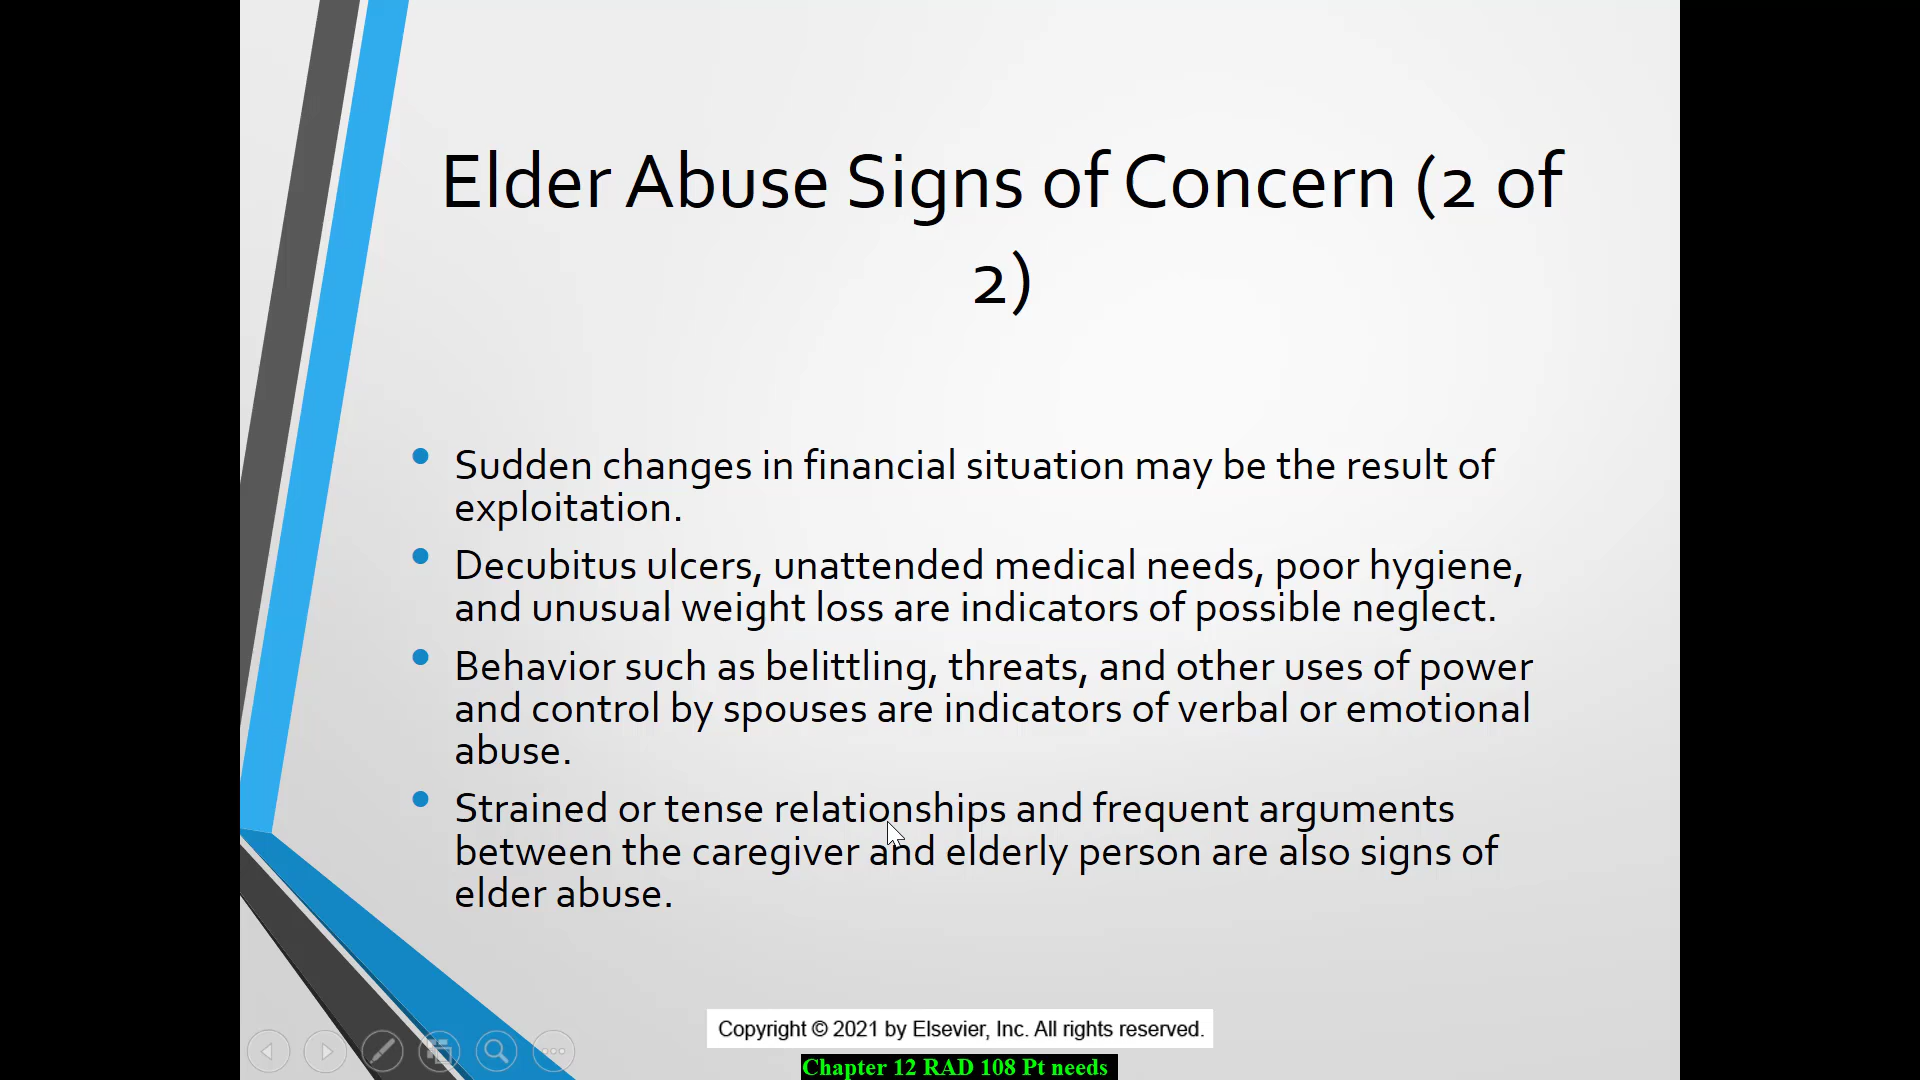 Elder Abuse Signs of Concern (2 of
2)
• Sudden changes in financial situation may be the result of
exploitation.
• Decubitus ulcers, unattended medical needs, poor hygiene,
and unusual weight loss are indicators of possible neglect.
• Behavior such as belittling, threats, and other uses of power
and control by spouses are indicators of verbal or emotional
abuse.
• Strained or tense relationships and frequent arguments
between the caregiver and elderly person are also signs of
elder abuse.
Copyright © 2021 by Elsevier, Inc. All rights reserved.
Chapter 12 RAD 108 Pt needs